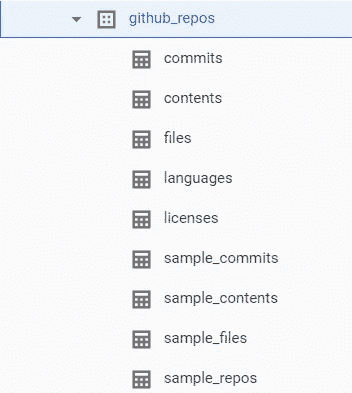 github_repos
commits
contents
files
languages
licenses
sample_commits
sample_contents
sample_files
sample_repos